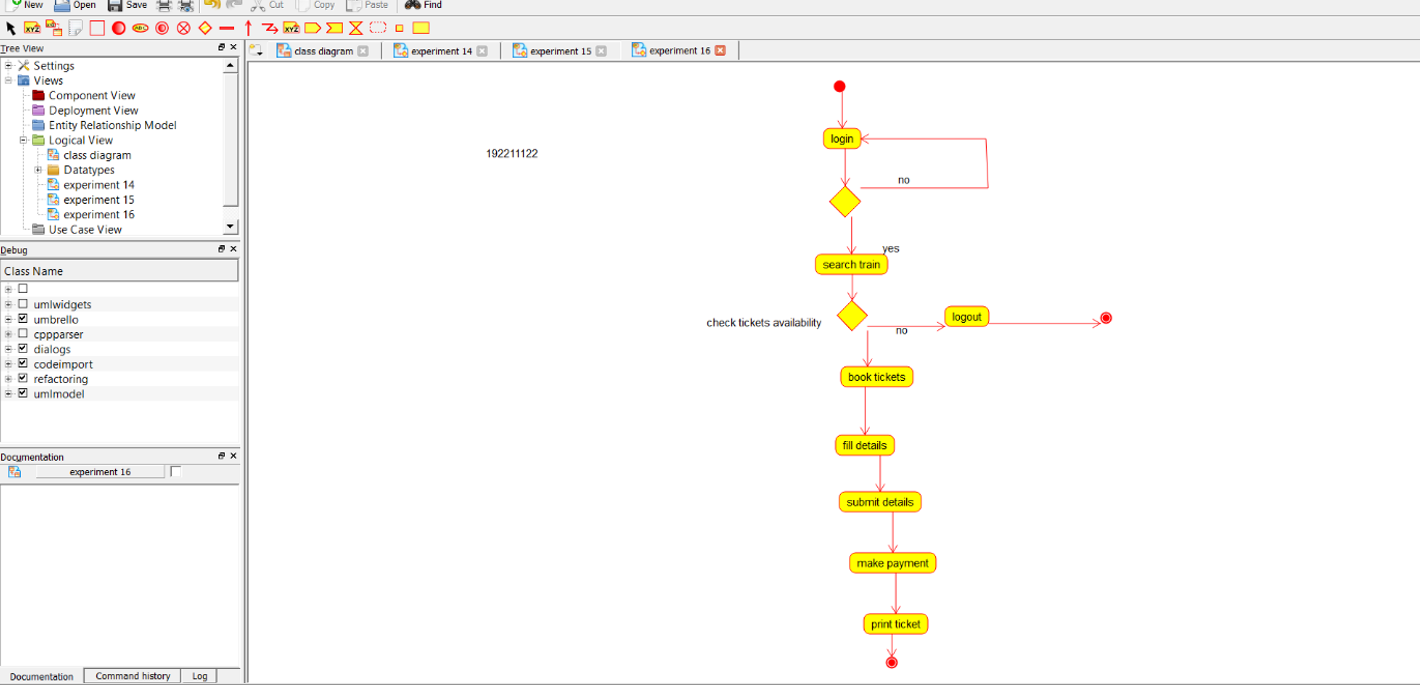 New Open Save Cut Copy Paste Find
XYZ ABC XYZ
Tree View
class diagram experiment 14 experiment 15 experiment 16
Settings
Views
Component View
Deployment View
Entity Relationship Model
Logical View
class diagram
Datatypes
experiment 14
experiment 15
experiment 16
Use Case View
Debug
Class Name
umlwidgets
umbrello
cppparser
dialogs
codeimport
refactoring
umlmodel
Documentation
experiment 16
Documentation Command history Log
192211122
login
no
yes
search train
check tickets availability
no
logout
book tickets
fill details
submit details
make payment
print ticket